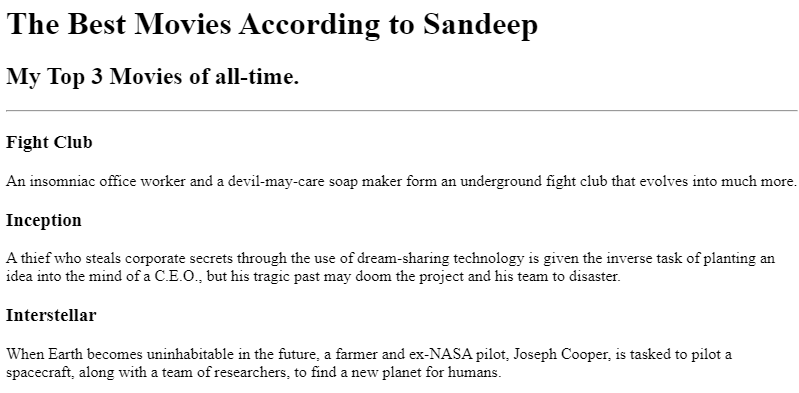 The Best Movies According to Sandeep
My Top 3 Movies of all-time.
Fight Club
An insomniac office worker and a devil-may-care soap maker form an underground fight club that evolves into much more.
Inception
A thief who steals corporate secrets through the use of dream-sharing technology is given the inverse task of planting an
idea into the mind of a C.E.O., but his tragic past may doom the project and his team to disaster.
Interstellar
When Earth becomes uninhabitable in the future, a farmer and ex-NASA pilot, Joseph Cooper, is tasked to pilot a
spacecraft, along with a team of researchers, to find a new planet for humans.